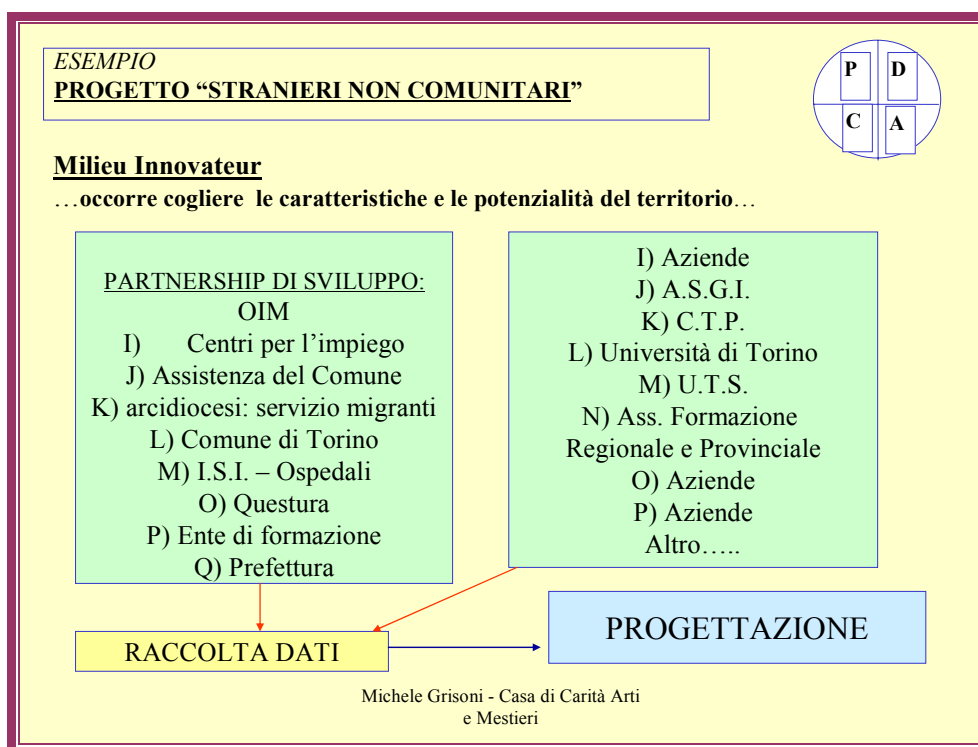 ESEMPIO
PROGETTO “STRANIERI NON COMUNITARI”
P D
C A
Milieu Innovateur
…occorre cogliere le caratteristiche e le potenzialità del territorio…
PARTNERSHIP DI SVILUPPO:
OIM
I) Centri per l’impiego
J) Assistenza del Comune
K) arcidiocesi: servizio migranti
L) Comune di Torino
M) I.S.I. – Ospedali
O) Questura
P) Ente di formazione
Q) Prefettura
I) Aziende
J) A.S.G.I.
K) C.T.P.
L) Università di Torino
M) U.T.S.
N) Ass. Formazione
Regionale e Provinciale
O) Aziende
P) Aziende
Altro…..
RACCOLTA DATI
PROGETTAZIONE
Michele Grisoni - Casa di Carità Arti
e Mestieri